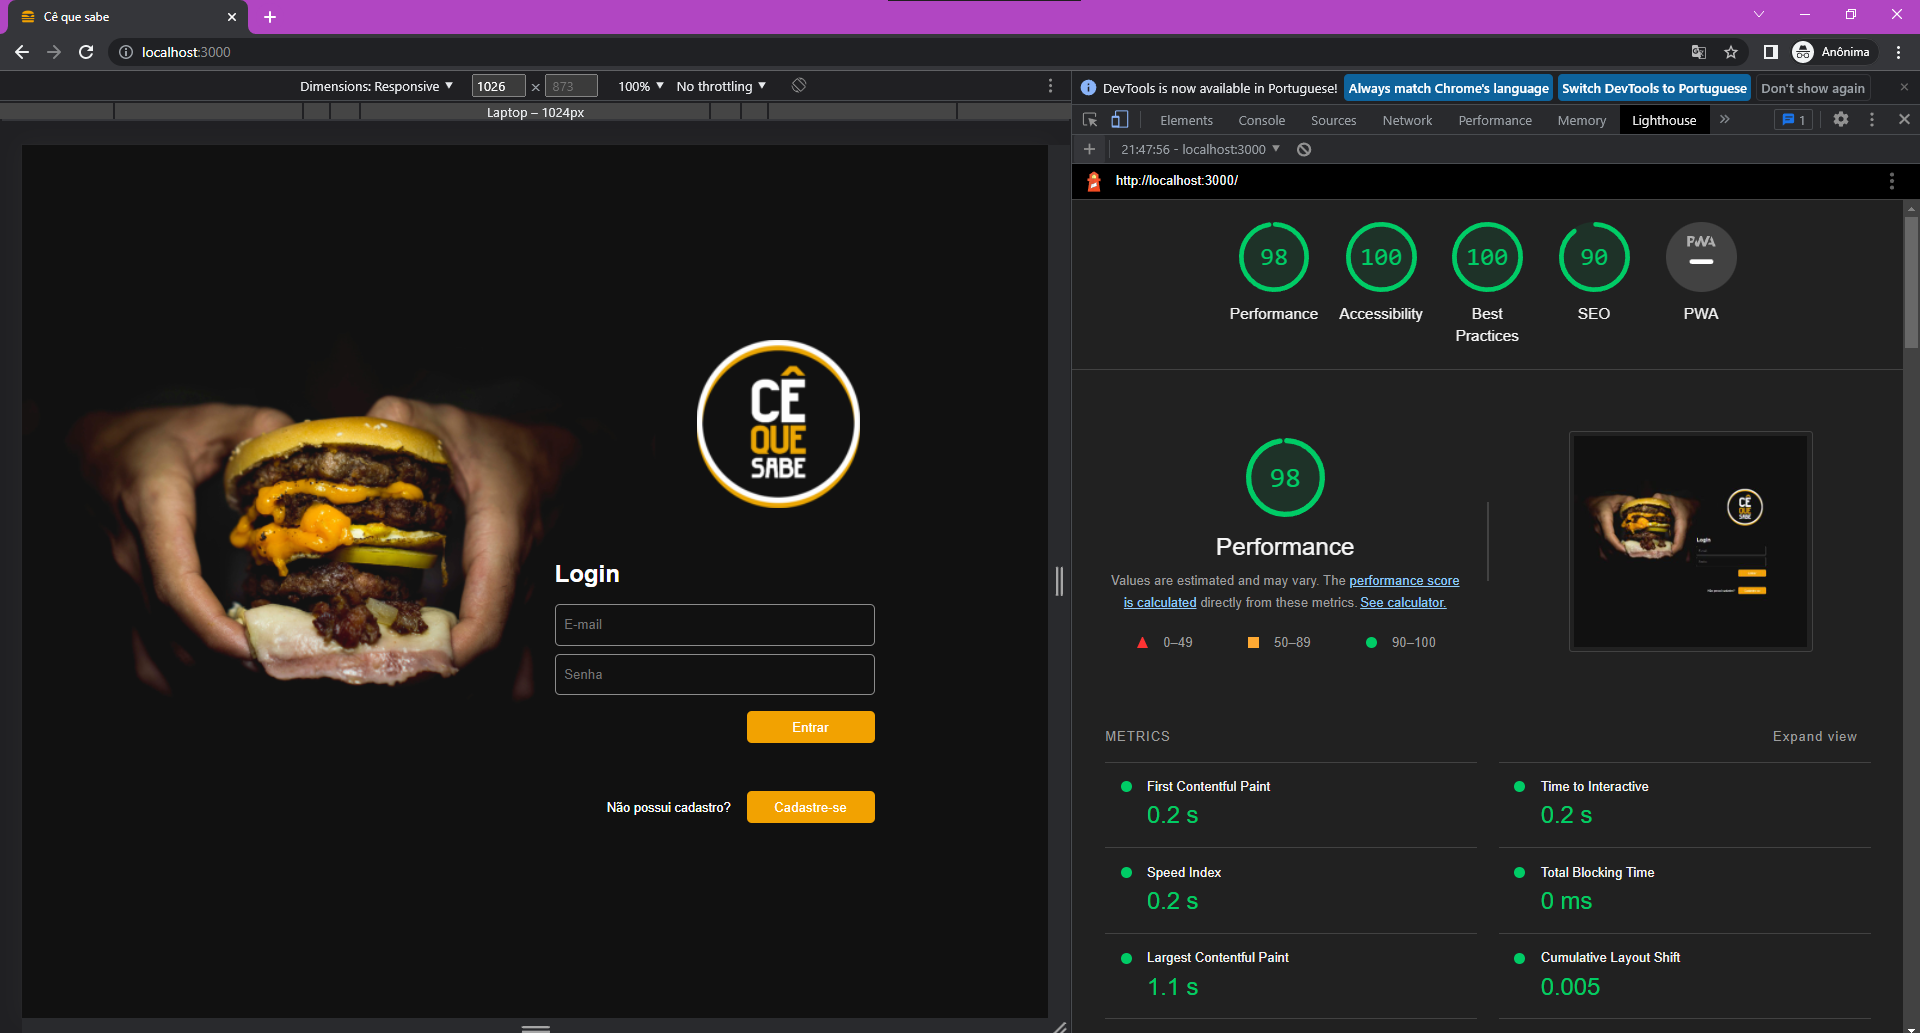 Cê que sabe
localhost:3000
Anônima
Dimensions: Responsive
1026 × 873
100%
No throttling
Laptop – 1024px
CÊ
QUE
SABE
Login
E-mail
Senha
Entrar
Não possui cadastro?
Cadastre-se
DevTools is now available in Portuguese!
Always match Chrome's language
Switch DevTools to Portuguese
Don't show again
Elements
Console
Sources
Network
Performance
Memory
Lighthouse
1
21:47:56 - localhost:3000
http://localhost:3000/
98
Performance
100
Accessibility
100
Best
Practices
90
SEO
PWA
PWA
98
Performance
Values are estimated and may vary. The performance score
is calculated directly from these metrics. See calculator.
0–49
50–89
90–100
CÊ
QUE
SABE
Login
METRICS
Expand view
First Contentful Paint
0.2 s
Time to Interactive
0.2 s
Speed Index
0.2 s
Total Blocking Time
0 ms
Largest Contentful Paint
1.1 s
Cumulative Layout Shift
0.005